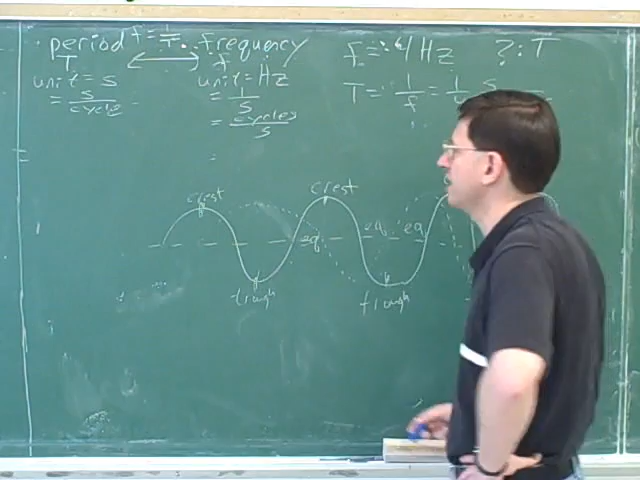 period f = 1/T frequency
T f
unit = s unit = Hz
= s/cycle = 1/s
= cycles/s
=
=
f = 4 Hz ? : T
T = 1/f = 1/
crest crest
eq. eq. eq.
trough trough